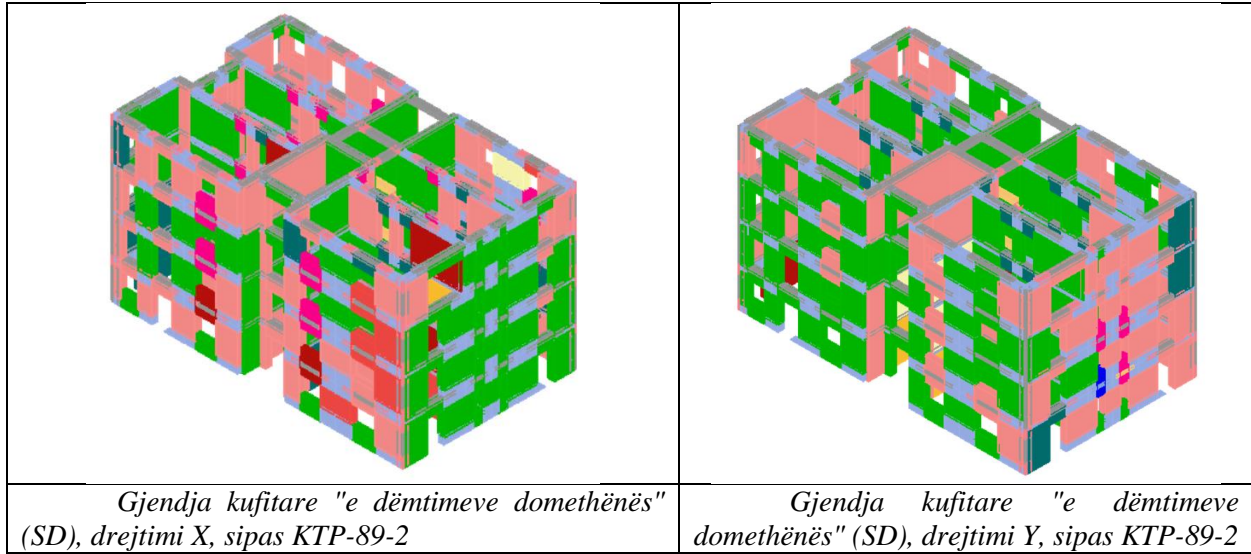 Gjendja kufitare "e dëmtimeve domethënës"
(SD), drejtimi X, sipas KTP-89-2
Gjendja kufitare "e dëmtimeve
domethënës" (SD), drejtimi Y, sipas KTP-89-2